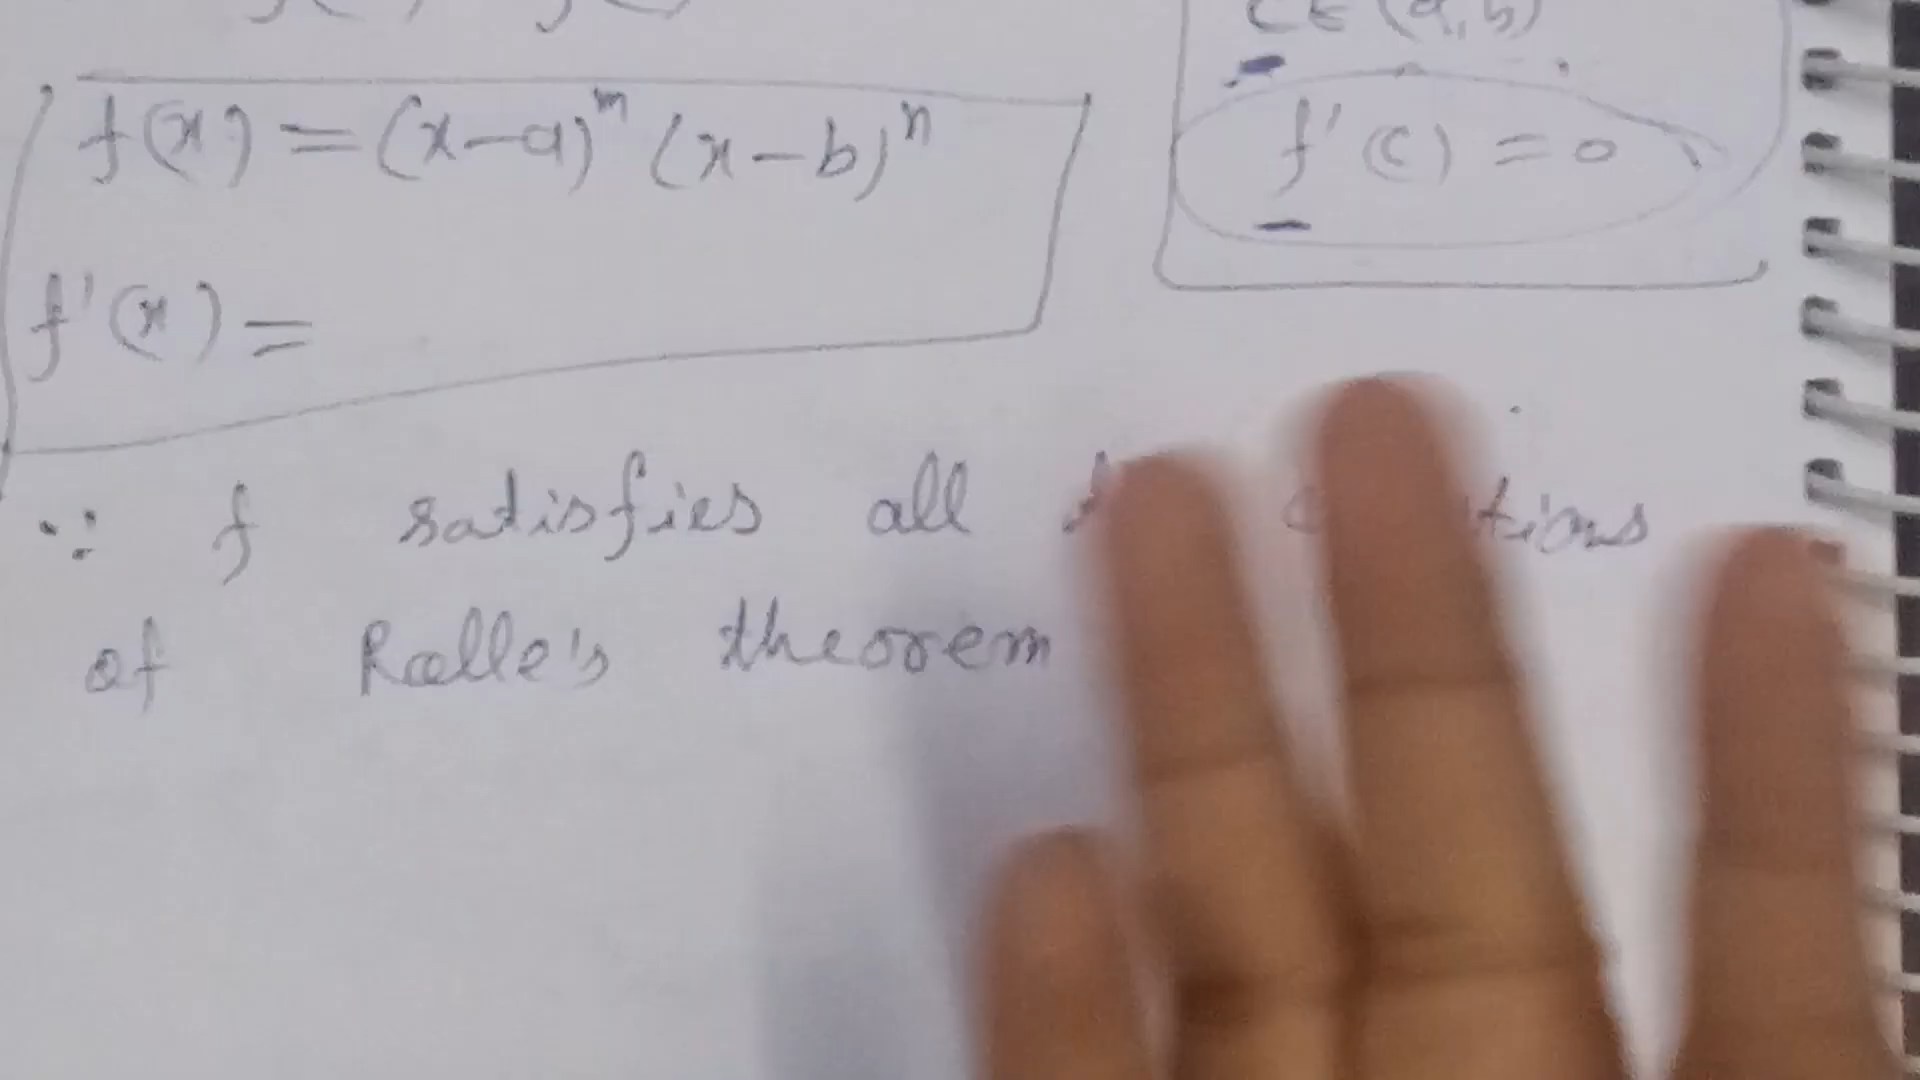 C ∈ (a, b)
f(x) = (x-a)^m (x-b)^n
f'(c) = 0
f'(x) =
∵ f satisfies all
of Rolle's theorem